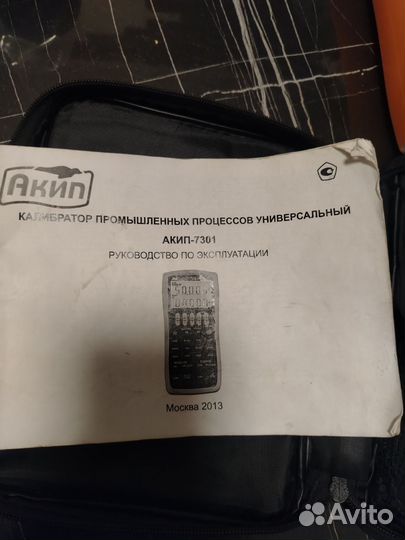 АКИП
КАЛИБРАТОР ПРОМЫШЛЕННЫХ ПРОЦЕССОВ УНИВЕРСАЛЬНЫЙ
АКИП-7301
РУКОВОДСТВО ПО ЭКСПЛУАТАЦИИ
Москва 2013
Avito